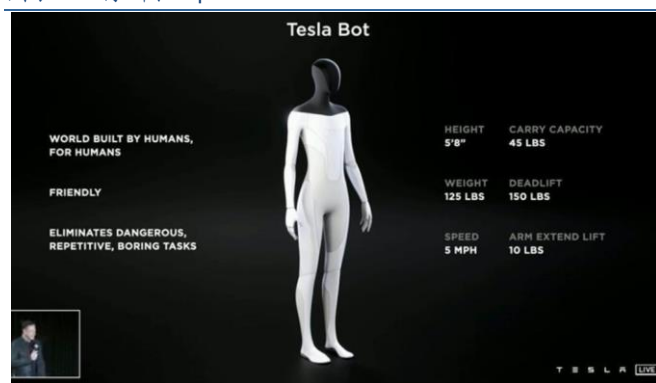 Tesla Bot
WORLD BUILT BY HUMANS,
FOR HUMANS
FRIENDLY
ELIMINATES DANGEROUS,
REPETITIVE, BORING TASKS
HEIGHT CARRY CAPACITY
5'8" 45 LBS
WEIGHT DEADLIFT
125 LBS 150 LBS
SPEED ARM EXTEND LIFT
5 MPH 10 LBS
TESLA LIVE